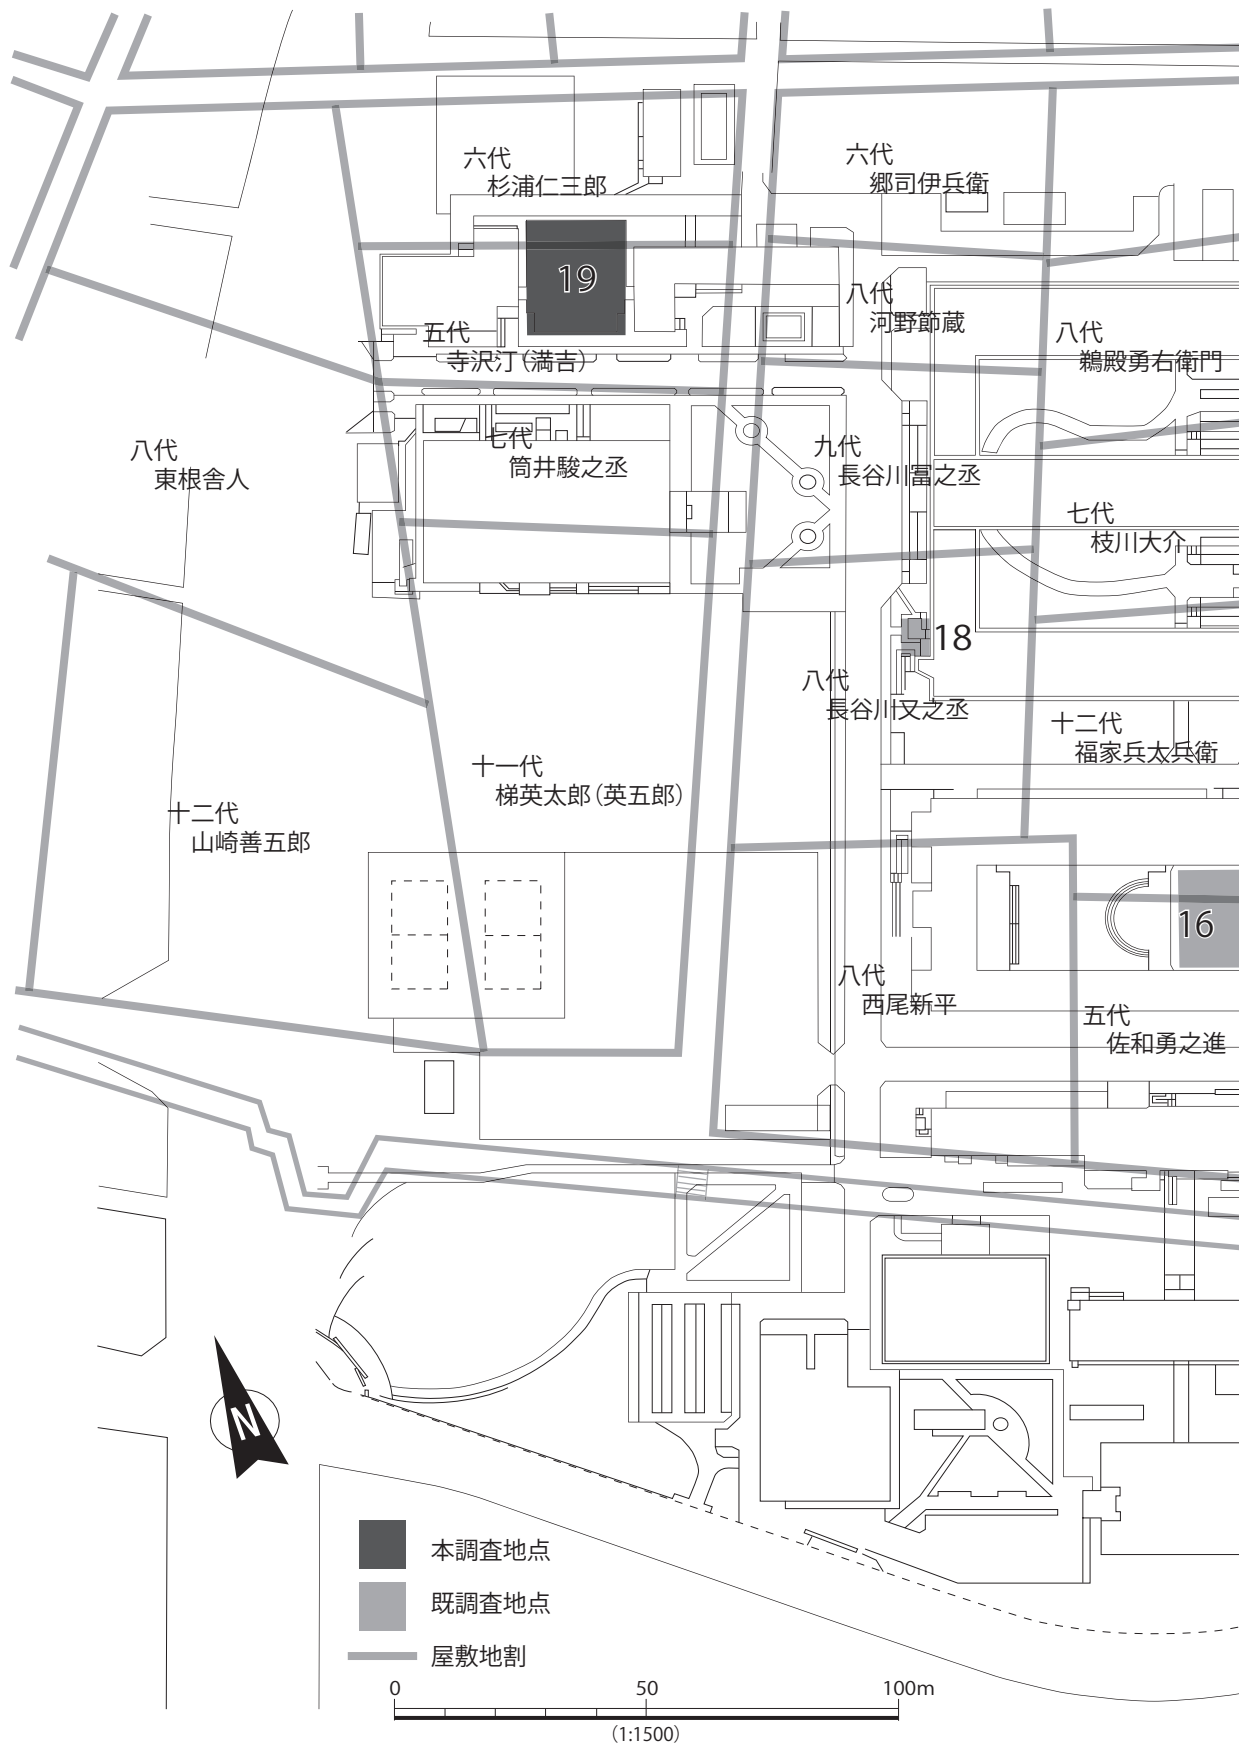 六代
杉浦仁三郎
六代
郷司伊兵衛
19
五代
寺沢汀（満吉）
八代
河野節蔵
八代
鵜殿勇右衛門
八代
東根舎人
七代
筒井駿之丞
九代
長谷川冨之丞
七代
枝川大介
18
八代
長谷川又之丞
十二代
福家兵太兵衛
十一代
梯英太郎（英五郎）
十二代
山崎善五郎
16
八代
西尾新平
五代
佐和勇之進
N
本調査地点
既調査地点
屋敷地割
0 50 100m
(1:1500)